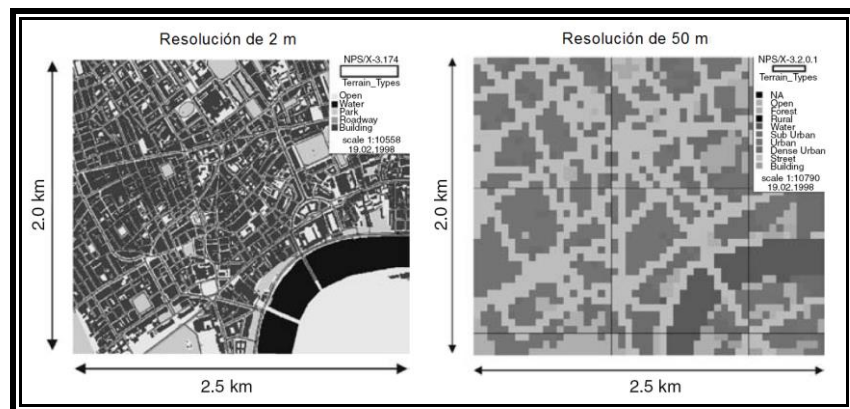 Resolución de 2 m
NPS/X-3.174
Terrain_Types
Open
Water
Park
Roadway
Building
scale 1:10558
19.02.1998
2.0 km
2.5 km
Resolución de 50 m
NPS/X-3.2.0.1
Terrain_Types
NA
Open
Forest
Rural
Water
Sub Urban
Urban
Dense Urban
Street
Building
scale 1:10790
19.02.1998
2.0 km
2.5 km